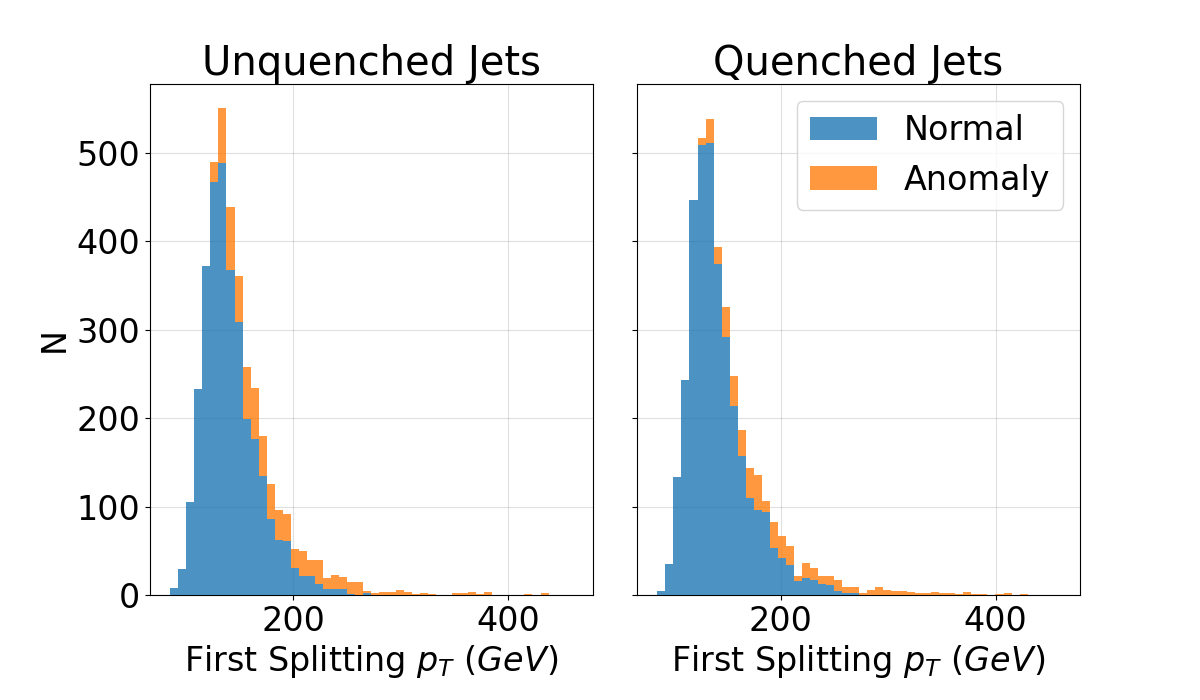 Unquenched Jets
Quenched Jets
N
500
400
300
200
100
0
Normal
Anomaly
200
400
200
400
First Splitting p_T (GeV)
First Splitting p_T (GeV)